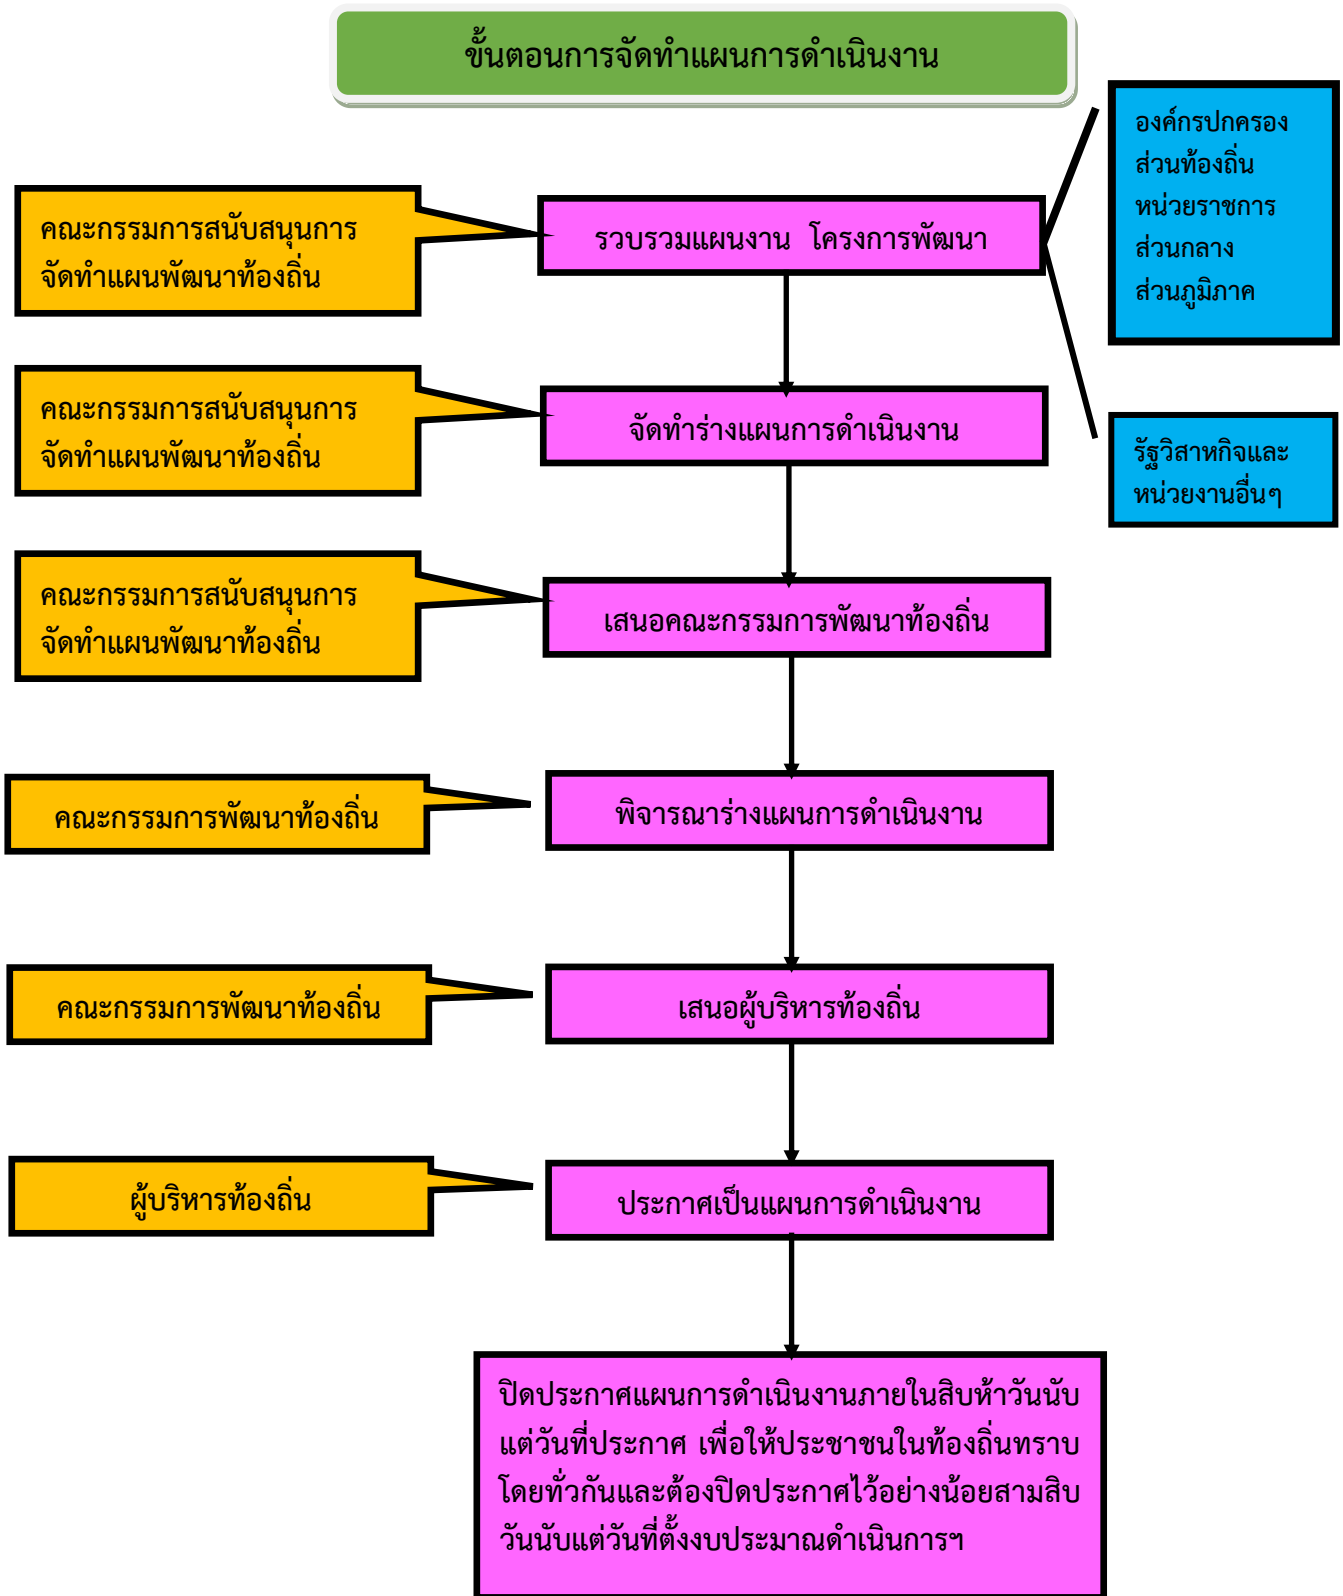 ขั้นตอนการจัดทำแผนการดำเนินงาน
องค์กรปกครอง
ส่วนท้องถิ่น
หน่วยราชการ
ส่วนกลาง
ส่วนภูมิภาค
คณะกรรมการสนับสนุนการ
จัดทำแผนพัฒนาท้องถิ่น
รวบรวมแผนงาน โครงการพัฒนา
คณะกรรมการสนับสนุนการ
จัดทำแผนพัฒนาท้องถิ่น
จัดทำร่างแผนการดำเนินงาน
รัฐวิสาหกิจและ
หน่วยงานอื่นๆ
คณะกรรมการสนับสนุนการ
จัดทำแผนพัฒนาท้องถิ่น
เสนอคณะกรรมการพัฒนาท้องถิ่น
คณะกรรมการพัฒนาท้องถิ่น
พิจารณาร่างแผนการดำเนินงาน
คณะกรรมการพัฒนาท้องถิ่น
เสนอผู้บริหารท้องถิ่น
ผู้บริหารท้องถิ่น
ประกาศเป็นแผนการดำเนินงาน
ปิดประกาศแผนการดำเนินงานภายในสิบห้าวันนับ
แต่วันที่ประกาศ เพื่อให้ประชาชนในท้องถิ่นทราบ
โดยทั่วกันและต้องปิดประกาศไว้อย่างน้อยสามสิบ
วันนับแต่วันที่ตั้งงบประมาณดำเนินการฯ